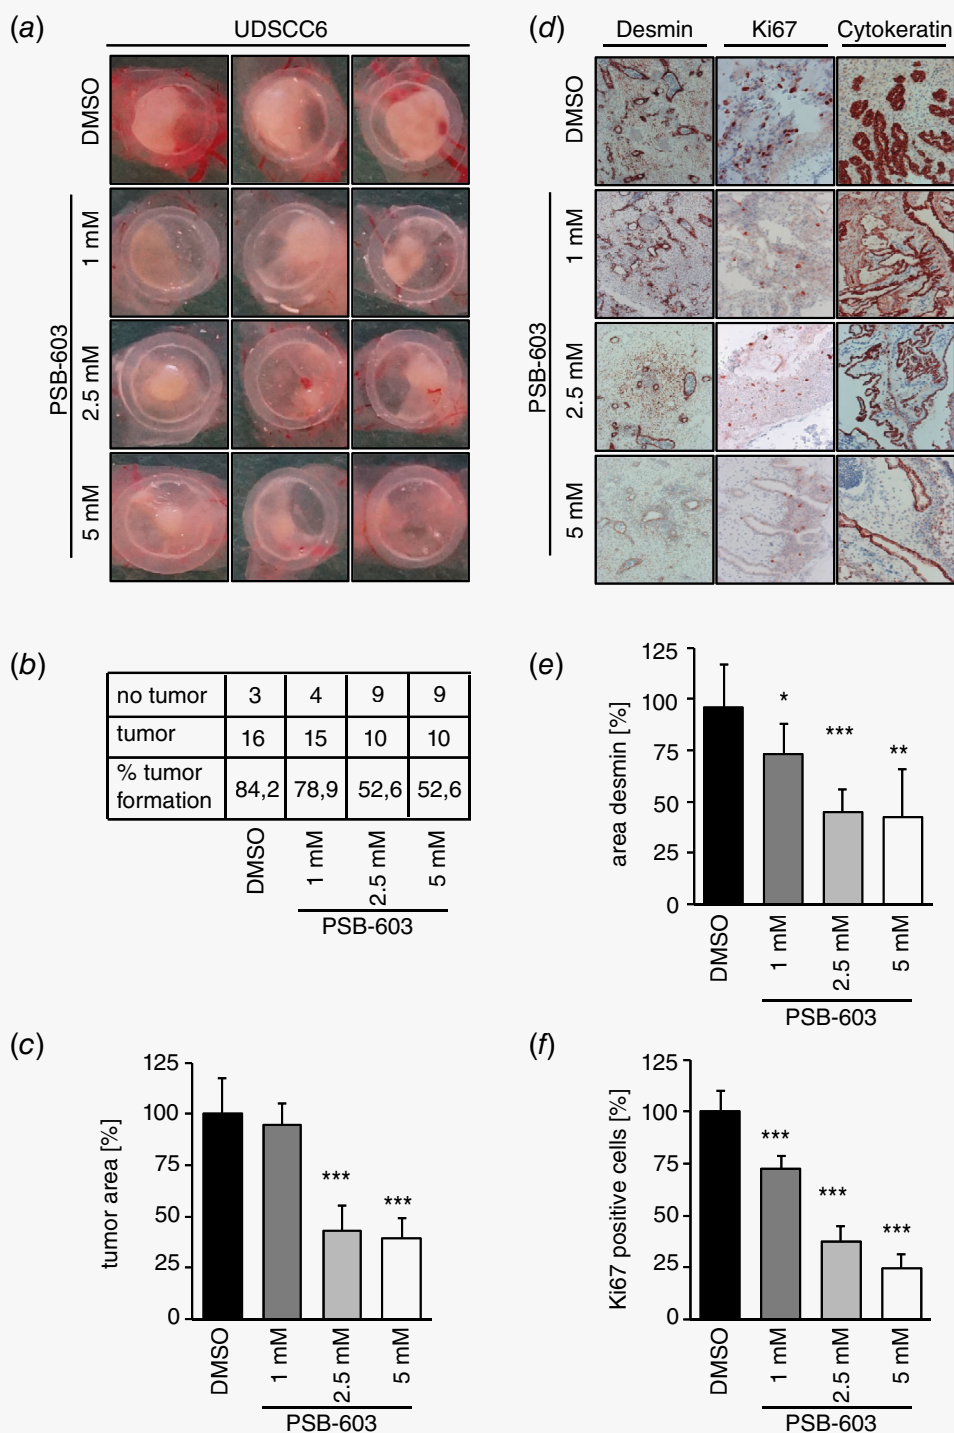 (a)
UDSCC6
DMSO
1 mM
2.5 mM
5 mM
PSB-603
(d)
Desmin Ki67 Cytokeratin
DMSO
1 mM
2.5 mM
5 mM
PSB-603
(b)
no tumor 3 4 9 9
tumor 16 15 10 10
% tumor
formation 84,2 78,9 52,6 52,6
DMSO 1 mM 2.5 mM 5 mM
PSB-603
(e)
area desmin [%]
125
100
75
50
25
0
* *** **
DMSO 1 mM 2.5 mM 5 mM
PSB-603
(c)
tumor area [%]
125
100
75
50
25
0
*** ***
DMSO 1 mM 2.5 mM 5 mM
PSB-603
(f)
Ki67 positive cells [%]
125
100
75
50
25
0
*** *** ***
DMSO 1 mM 2.5 mM 5 mM
PSB-603